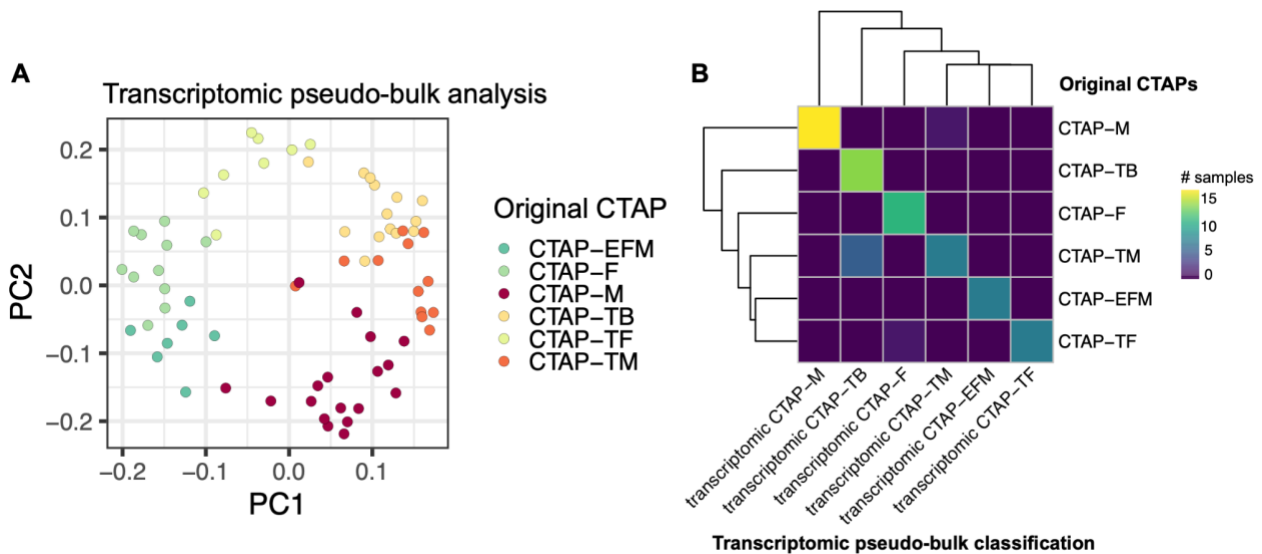 A
Transcriptomic pseudo-bulk analysis
PC2
0.2
0.1
0.0
−0.1
−0.2
−0.2
−0.1
0.0
0.1
PC1
Original CTAP
CTAP−EFM
CTAP−F
CTAP−M
CTAP−TB
CTAP−TF
CTAP−TM
B
Original CTAPs
CTAP−M
CTAP−TB
CTAP−F
CTAP−TM
CTAP−EFM
CTAP−TF
# samples
15
10
5
0
transcriptomic CTAP−M
transcriptomic CTAP−TB
transcriptomic CTAP−F
transcriptomic CTAP−TM
transcriptomic CTAP−EFM
transcriptomic CTAP−TF
Transcriptomic pseudo-bulk classification